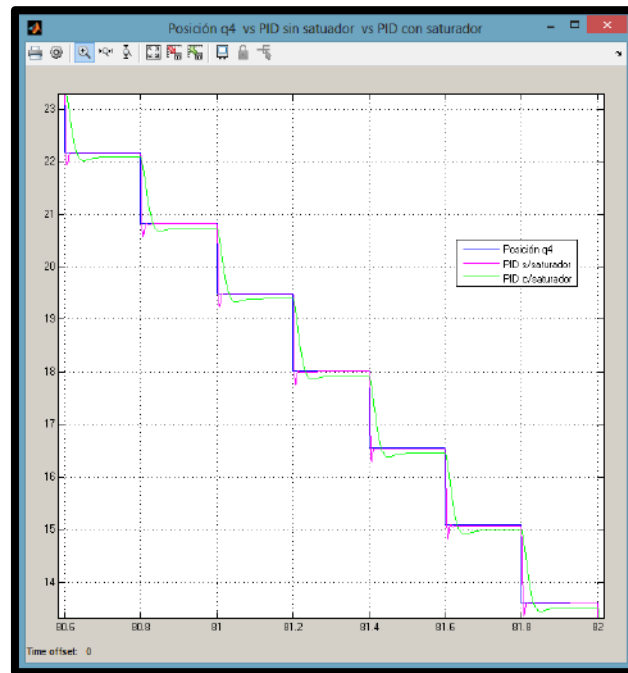 Posición q4 vs PID sin satuador vs PID con saturador
23
22
21
20
19
18
17
16
15
14
Posición q4
PID s/saturador
PID c/saturador
80.6 80.8 81 81.2 81.4 81.6 81.8 82
Time offset: 0